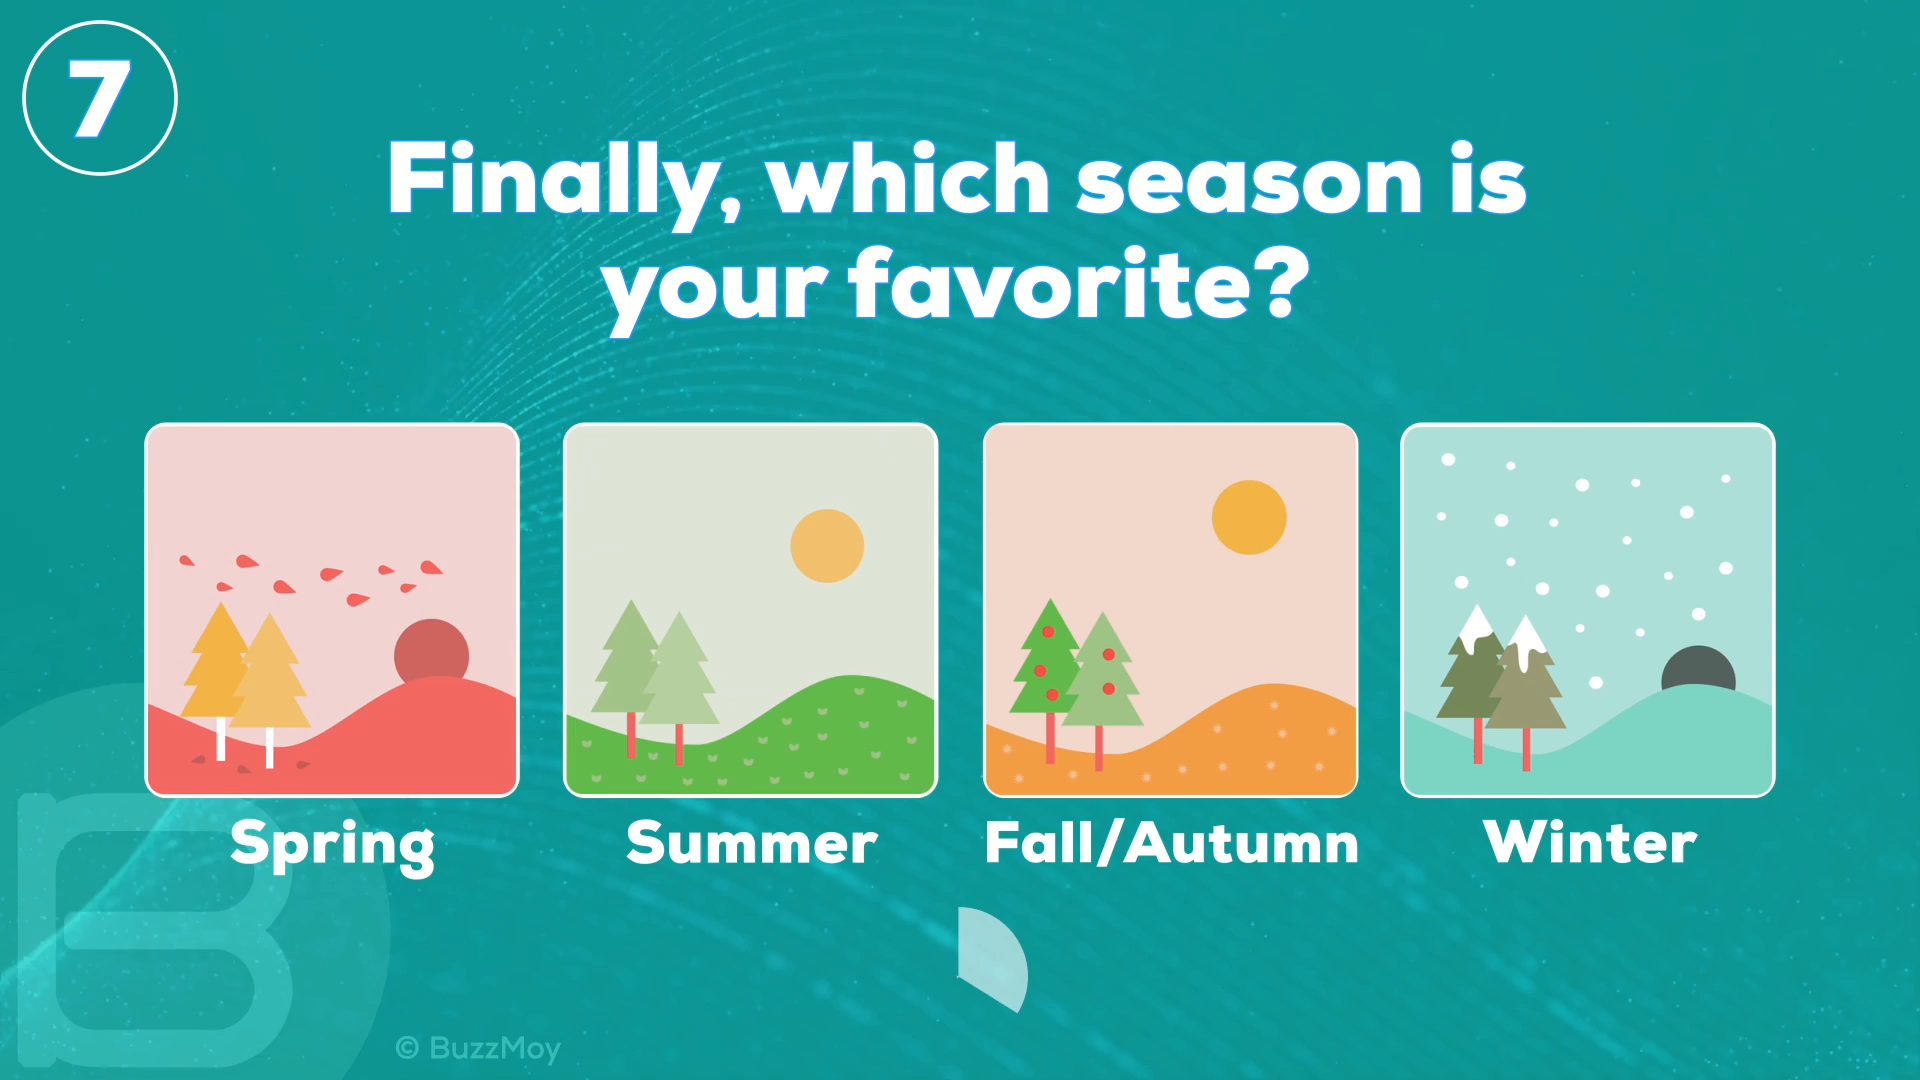 7
Finally, which season is
your favorite?
Spring
Summer
Fall/Autumn
Winter
B
© BuzzMoy